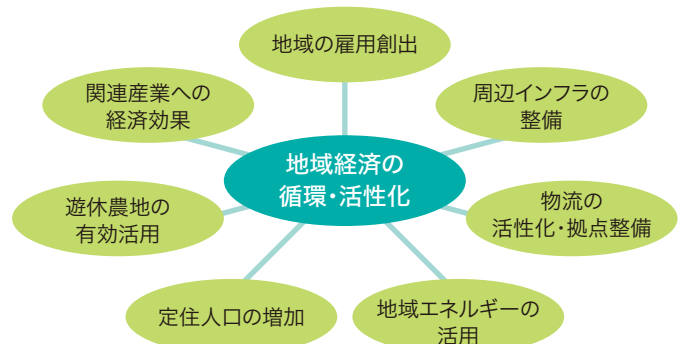 地域の雇用創出
関連産業への
経済効果
周辺インフラの
整備
地域経済の
循環・活性化
遊休農地の
有効活用
物流の
活性化・拠点整備
定住人口の増加
地域エネルギーの
活用